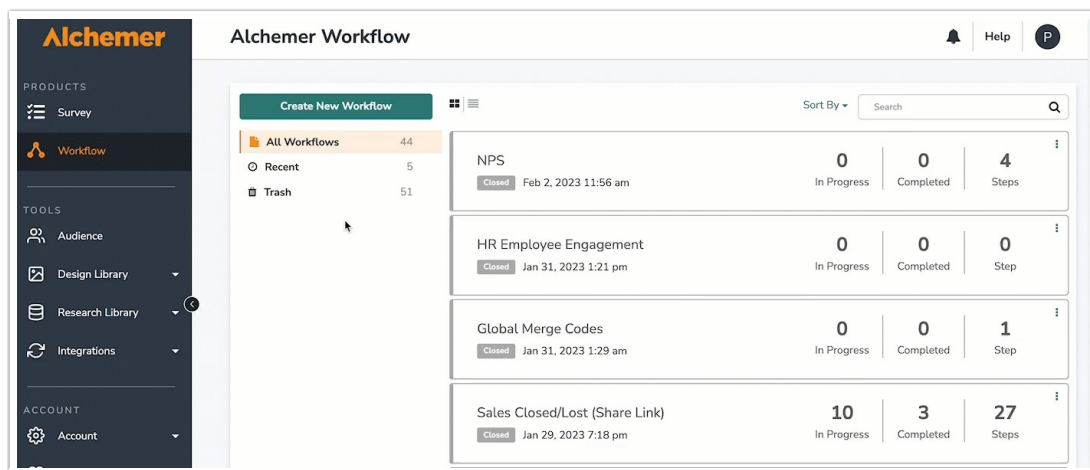 Alchemer
PRODUCTS
Survey
Workflow
TOOLS
Audience
Design Library
Research Library
Integrations
ACCOUNT
Account
Alchemer Workflow
Help
P
Create New Workflow
All Workflows 44
Recent 5
Trash 51
Sort By
Search
NPS
Closed Feb 2, 2023 11:56 am
0 0 4
In Progress Completed Steps
HR Employee Engagement
Closed Jan 31, 2023 1:21 pm
0 0 0
In Progress Completed Step
Global Merge Codes
Closed Jan 31, 2023 1:29 am
0 0 1
In Progress Completed Step
Sales Closed/Lost (Share Link)
Closed Jan 29, 2023 7:18 pm
10 3 27
In Progress Completed Steps